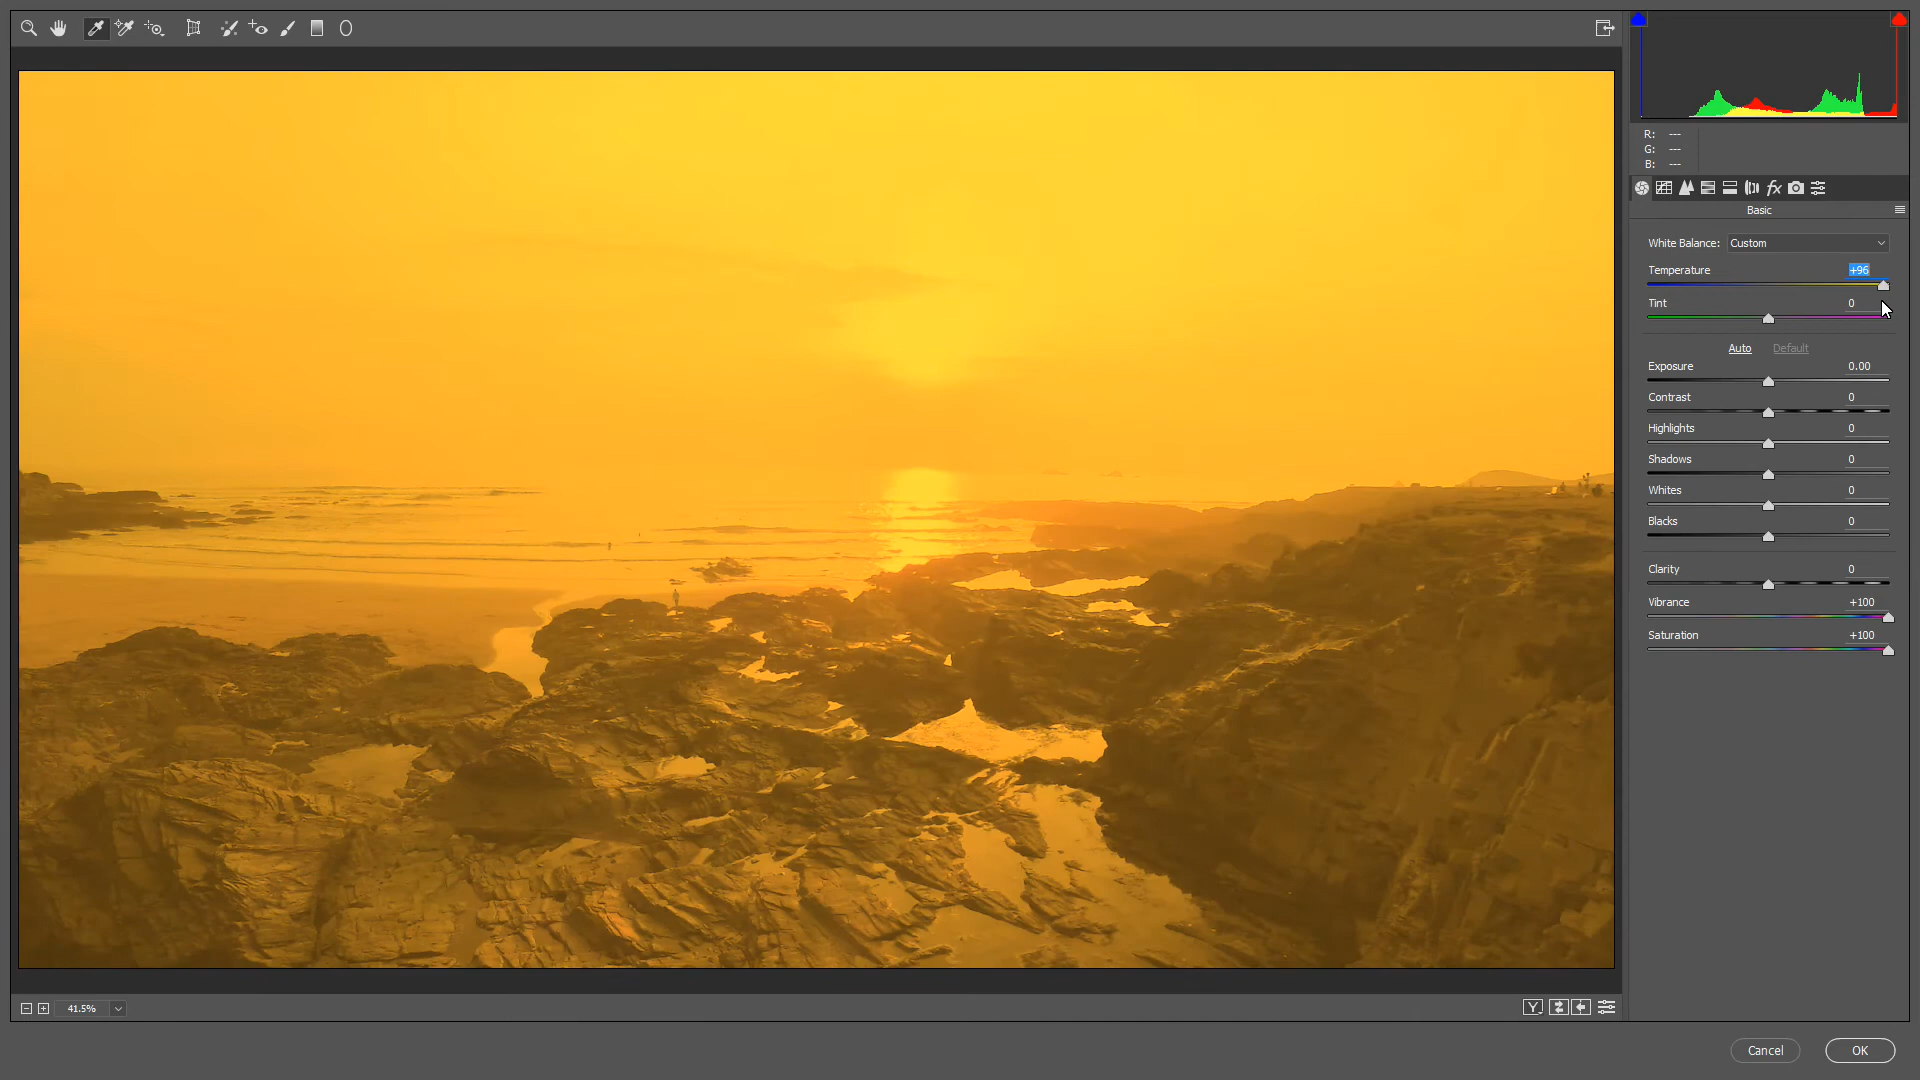 R: ---
G: ---
B: ---
fx
Basic
White Balance: Custom
Temperature +96
Tint 0
Auto Default
Exposure 0.00
Contrast 0
Highlights 0
Shadows 0
Whites 0
Blacks 0
Clarity 0
Vibrance +100
Saturation +100
41.5% Y
Cancel OK